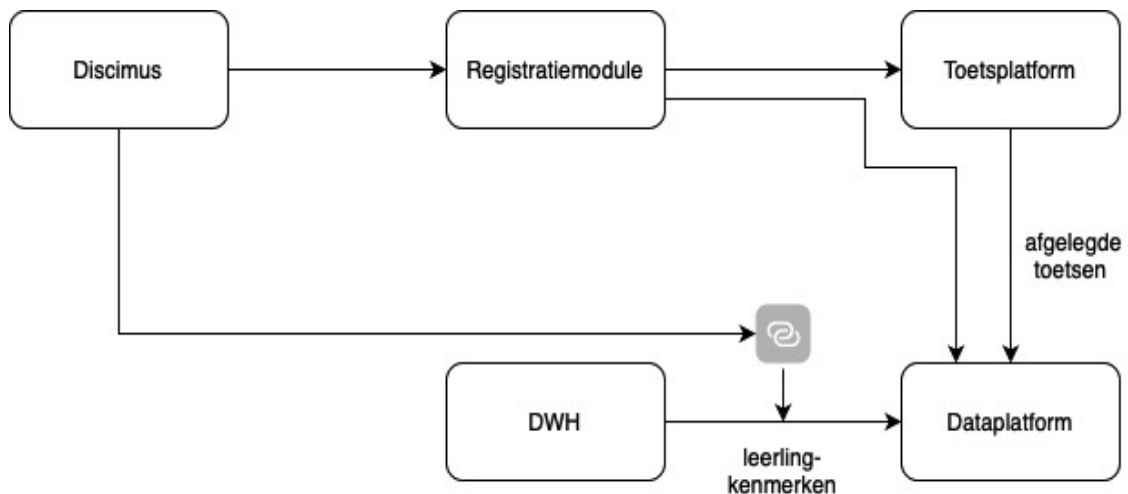 Discimus
Registratiemodule
Toetsplatform
afgelegde
toetsen
DWH
Dataplatform
leerling-
kenmerken